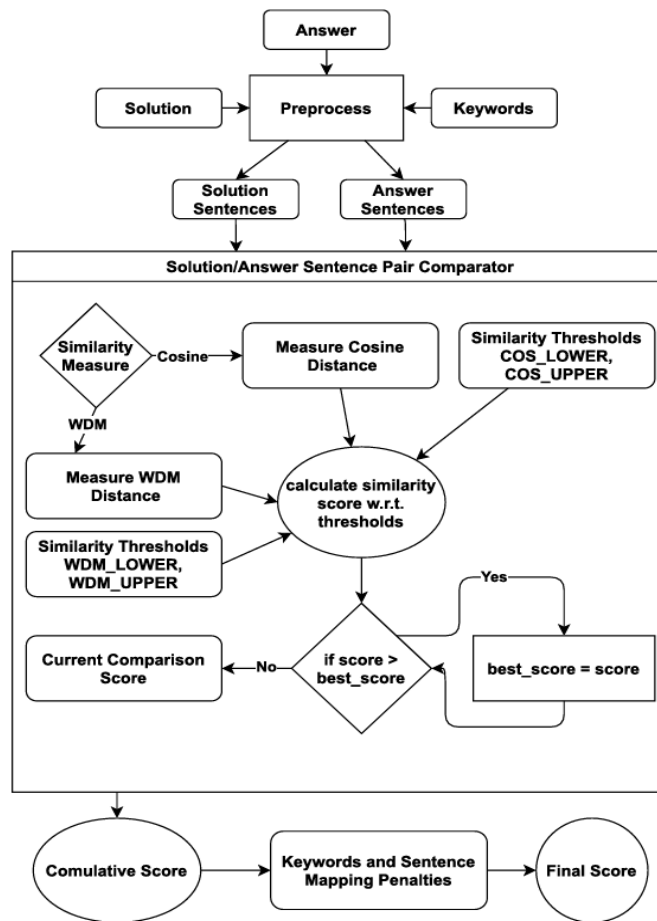 Answer
Solution
Preprocess
Keywords
Solution
Sentences
Answer
Sentences
Solution/Answer Sentence Pair Comparator
Similarity
Measure
Cosine
Measure Cosine
Distance
Similarity Thresholds
COS_LOWER,
COS_UPPER
WDM
Measure WDM
Distance
calculate similarity
score w.r.t.
thresholds
Similarity Thresholds
WDM_LOWER,
WDM_UPPER
Yes
Current Comparison
Score
No
if score >
best_score
best_score = score
Comulative Score
Keywords and Sentence
Mapping Penalties
Final Score